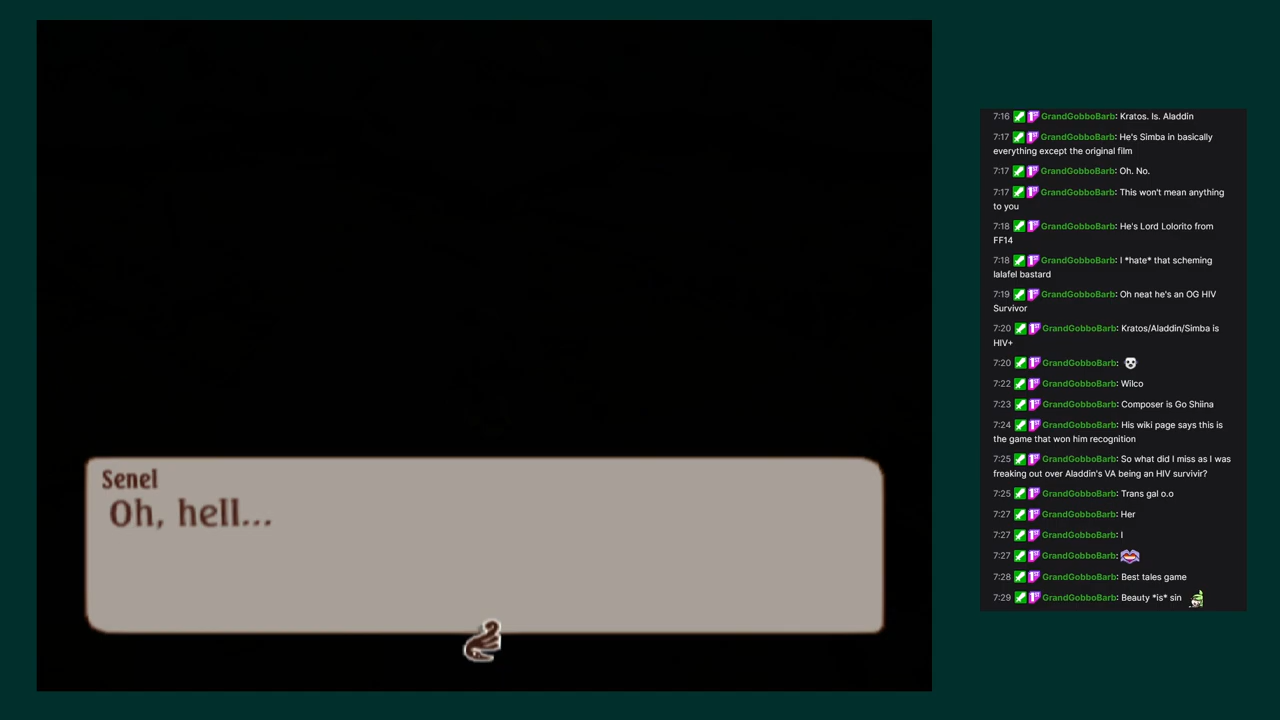 Senel
Oh, hell...
7:16 GrandGobboBarb: Kratos. Is. Aladdin
7:17 GrandGobboBarb: He's Simba in basically
everything except the original film
7:17 GrandGobboBarb: Oh. No.
7:17 GrandGobboBarb: This won't mean anything
to you
7:18 GrandGobboBarb: He's Lord Lolorito from
FF14
7:18 GrandGobboBarb: I *hate* that scheming
lalafel bastard
7:19 GrandGobboBarb: Oh neat he's an OG HIV
Survivor
7:20 GrandGobboBarb: Kratos/Aladdin/Simba is
HIV+
7:20 GrandGobboBarb:
7:22 GrandGobboBarb: Wilco
7:23 GrandGobboBarb: Composer is Go Shiina
7:24 GrandGobboBarb: His wiki page says this is
the game that won him recognition
7:25 GrandGobboBarb: So what did I miss as I was
freaking out over Aladdin's VA being an HIV survivir?
7:25 GrandGobboBarb: Trans gal o.o
7:27 GrandGobboBarb: Her
7:27 GrandGobboBarb: I
7:27 GrandGobboBarb:
7:28 GrandGobboBarb: Best tales game
7:29 GrandGobboBarb: Beauty *is* sin